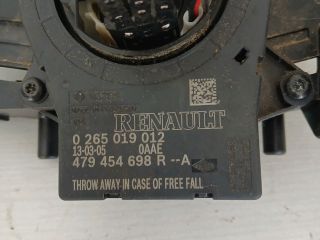 RENAULT
0 265 019 012
13-03-05 0AAE
479 454 698 R --A
THROW AWAY IN CASE OF FREE FALL